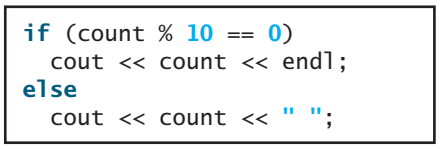 if (count % 10 == 0)
  cout << count << endl;
else
  cout << count << " ";